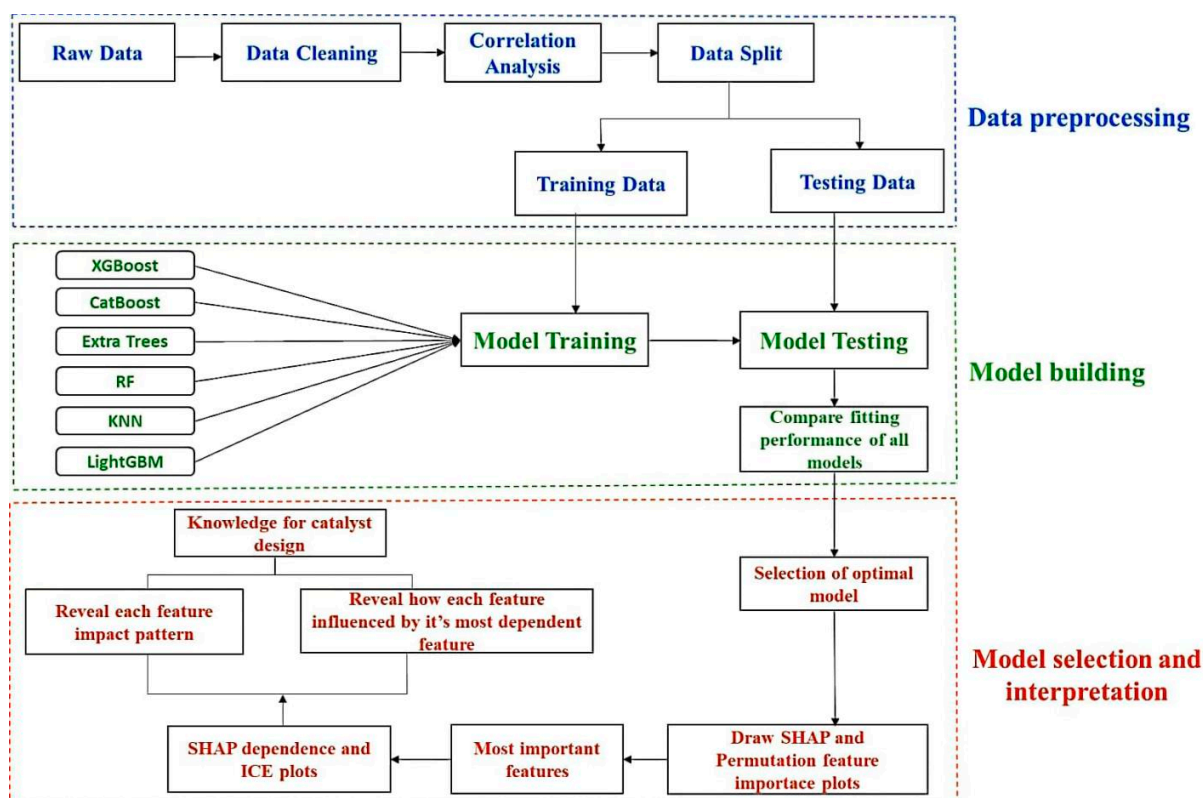 Raw Data
Data Cleaning
Correlation
Analysis
Data Split
Training Data
Testing Data
Data preprocessing
XGBoost
CatBoost
Extra Trees
RF
KNN
LightGBM
Model Training
Model Testing
Compare fitting
performance of all
models
Model building
Knowledge for catalyst
design
Reveal each feature
impact pattern
Reveal how each feature
influenced by it's most dependent
feature
Selection of optimal
model
SHAP dependence and
ICE plots
Most important
features
Draw SHAP and
Permutation feature
importace plots
Model selection and
interpretation